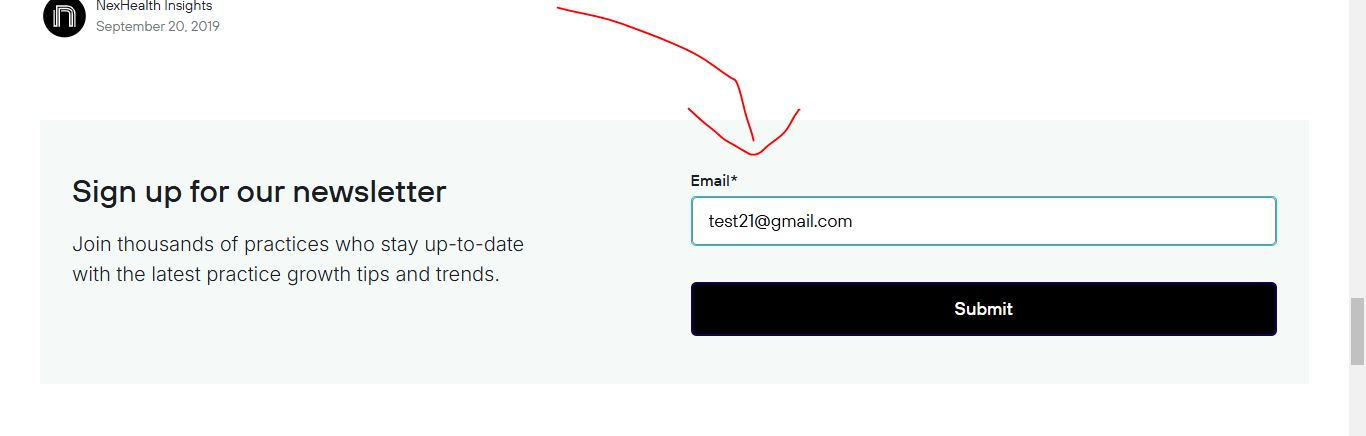 NexHealth Insights
September 20, 2019
Sign up for our newsletter
Join thousands of practices who stay up-to-date
with the latest practice growth tips and trends.
Email*
test21@gmail.com
Submit